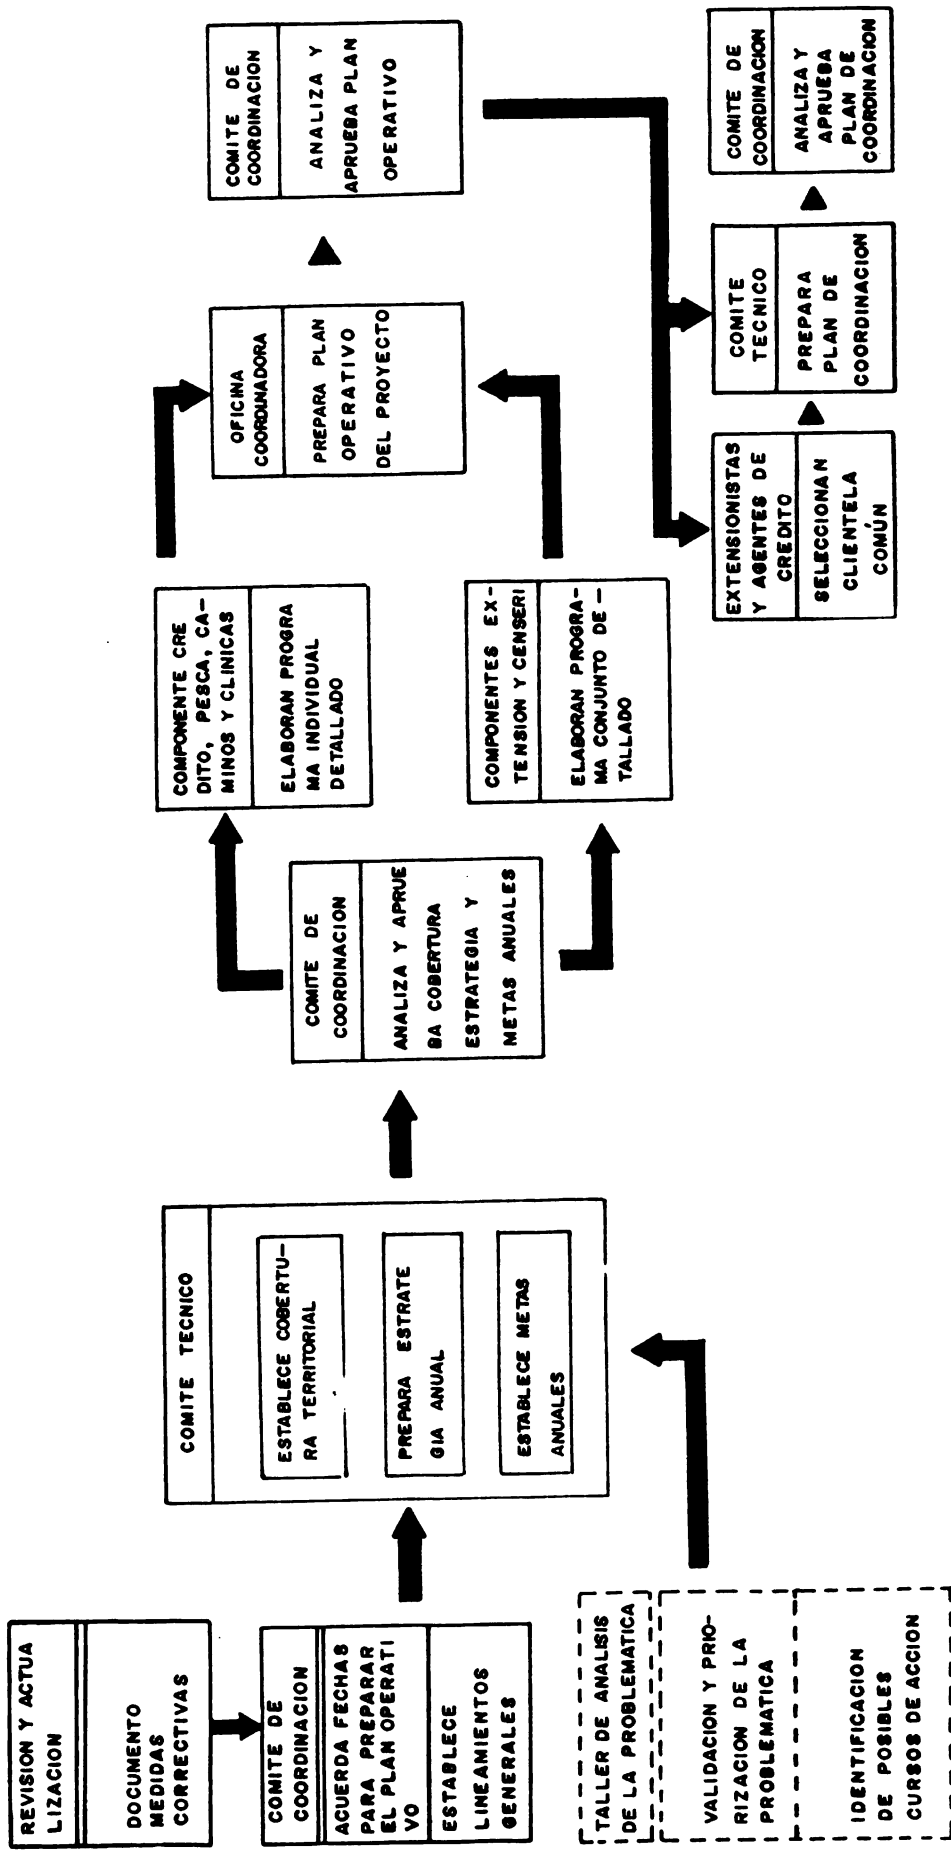 REVISION Y ACTUA
LIZACION
DOCUMENTO
MEDIDAS
CORRECTIVAS
COMITE DE
COORDINACION
ACUERDA FECHAS
PARA PREPARAR
EL PLAN OPERATI
VO
ESTABLECE
LINEAMIENTOS
GENERALES
TALLER DE ANALISIS
DE LA PROBLEMATICA
VALIDACION Y PRIO-
RIZACION DE LA
PROBLEMATICA
IDENTIFICACION
DE POSIBLES
CURSOS DE ACCION
COMITE TECNICO
ESTABLECE COBERTU-
RA TERRITORIAL
PREPARA ESTRATE
GIA ANUAL
ESTABLECE METAS
ANUALES
COMITE DE
COORDINACION
ANALIZA Y APRUE
BA COBERTURA
ESTRATEGIA Y
METAS ANUALES
COMPONENTE CRE
DITO, PESCA, CA-
MINOS Y CLINICAS
ELABORAN PROGRA
MA INDIVIDUAL
DETALLADO
COMPONENTES EX-
TENSION Y CENSERI
ELABORAN PROGRA-
MA CONJUNTO DE-
TALLADO
OFICINA
COORDINADORA
PREPARA PLAN
OPERATIVO
DEL PROYECTO
COMITE DE
COORDINACION
ANALIZA Y
APRUEBA PLAN
OPERATIVO
EXTENSIONISTAS
Y AGENTES DE
CREDITO
SELECCIONAN
CLIENTELA
COMÚN
COMITE
TECNICO
PREPARA
PLAN DE
COORDINACION
COMITE DE
COORDINACION
ANALIZA Y
APRUEBA
PLAN DE
COORDINACION